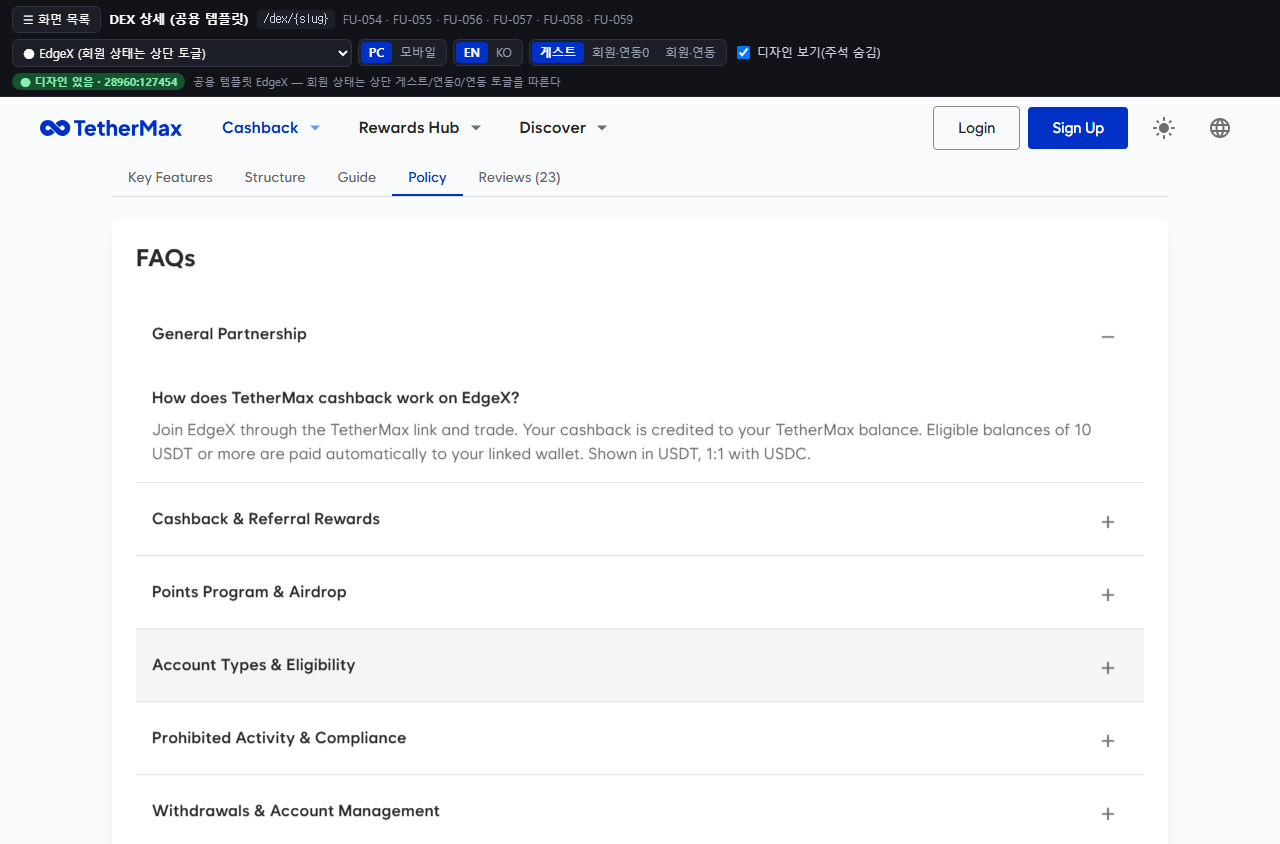 ☰ 화면 목록 DEX 상세 (공용 템플릿) /dex/{slug} FU-054 · FU-055 · FU-056 · FU-057 · FU-058 · FU-059
● EdgeX (회원 상태는 상단 토글) PC 모바일 EN KO 게스트 회원·연동0 회원·연동 디자인 보기(주석 숨김)
● 디자인 있음 · 28960:127454 공용 템플릿 EdgeX — 회원 상태는 상단 게스트/연동0/연동 토글을 따른다
TetherMax Cashback Rewards Hub Discover Login Sign Up
Key Features Structure Guide Policy Reviews (23)
FAQs
General Partnership
How does TetherMax cashback work on EdgeX?
Join EdgeX through the TetherMax link and trade. Your cashback is credited to your TetherMax balance. Eligible balances of 10
USDT or more are paid automatically to your linked wallet. Shown in USDT, 1:1 with USDC.
Cashback & Referral Rewards
Points Program & Airdrop
Account Types & Eligibility
Prohibited Activity & Compliance
Withdrawals & Account Management